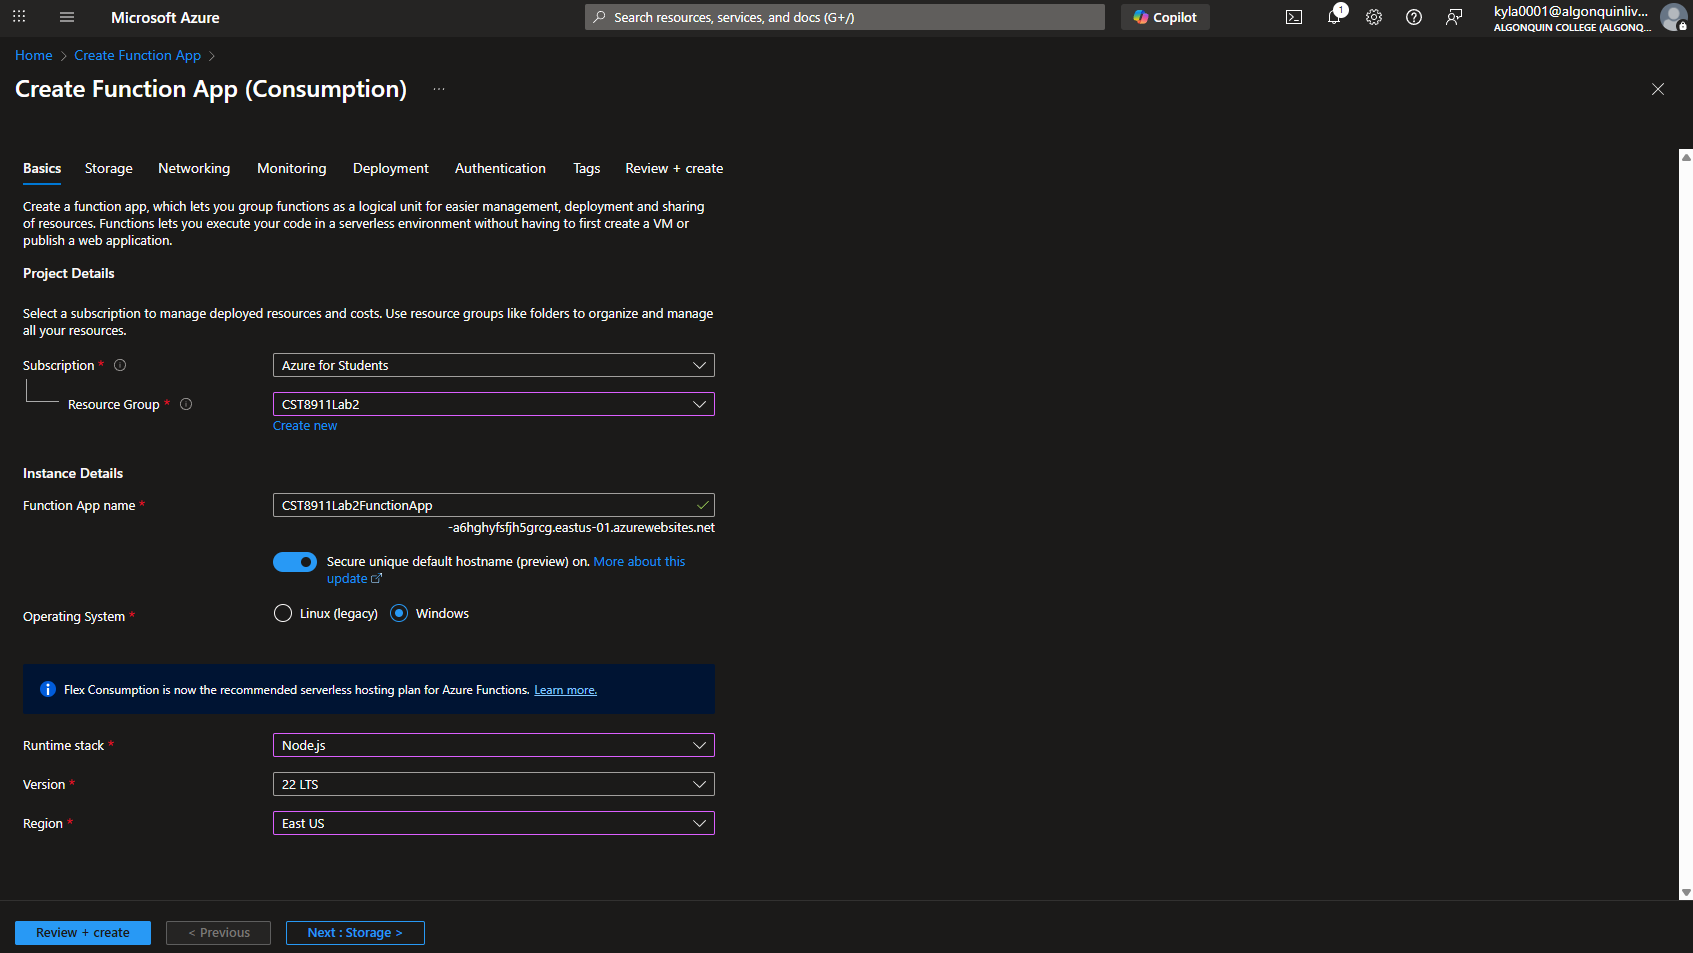 Microsoft Azure
Search resources, services, and docs (G+/)
Copilot
1
kyla0001@algonquinliv...
ALGONQUIN COLLEGE (ALGONQ...
Home > Create Function App >
Create Function App (Consumption) ...
Basics Storage Networking Monitoring Deployment Authentication Tags Review + create
Create a function app, which lets you group functions as a logical unit for easier management, deployment and sharing
of resources. Functions lets you execute your code in a serverless environment without having to first create a VM or
publish a web application.
Project Details
Select a subscription to manage deployed resources and costs. Use resource groups like folders to organize and manage
all your resources.
Subscription * Azure for Students
Resource Group * CST8911Lab2
Create new
Instance Details
Function App name * CST8911Lab2FunctionApp
-a6hghyfsfjh5grcg.eastus-01.azurewebsites.net
Secure unique default hostname (preview) on. More about this
update
Operating System * Linux (legacy) Windows
Flex Consumption is now the recommended serverless hosting plan for Azure Functions. Learn more.
Runtime stack * Node.js
Version * 22 LTS
Region * East US
Review + create < Previous Next : Storage >